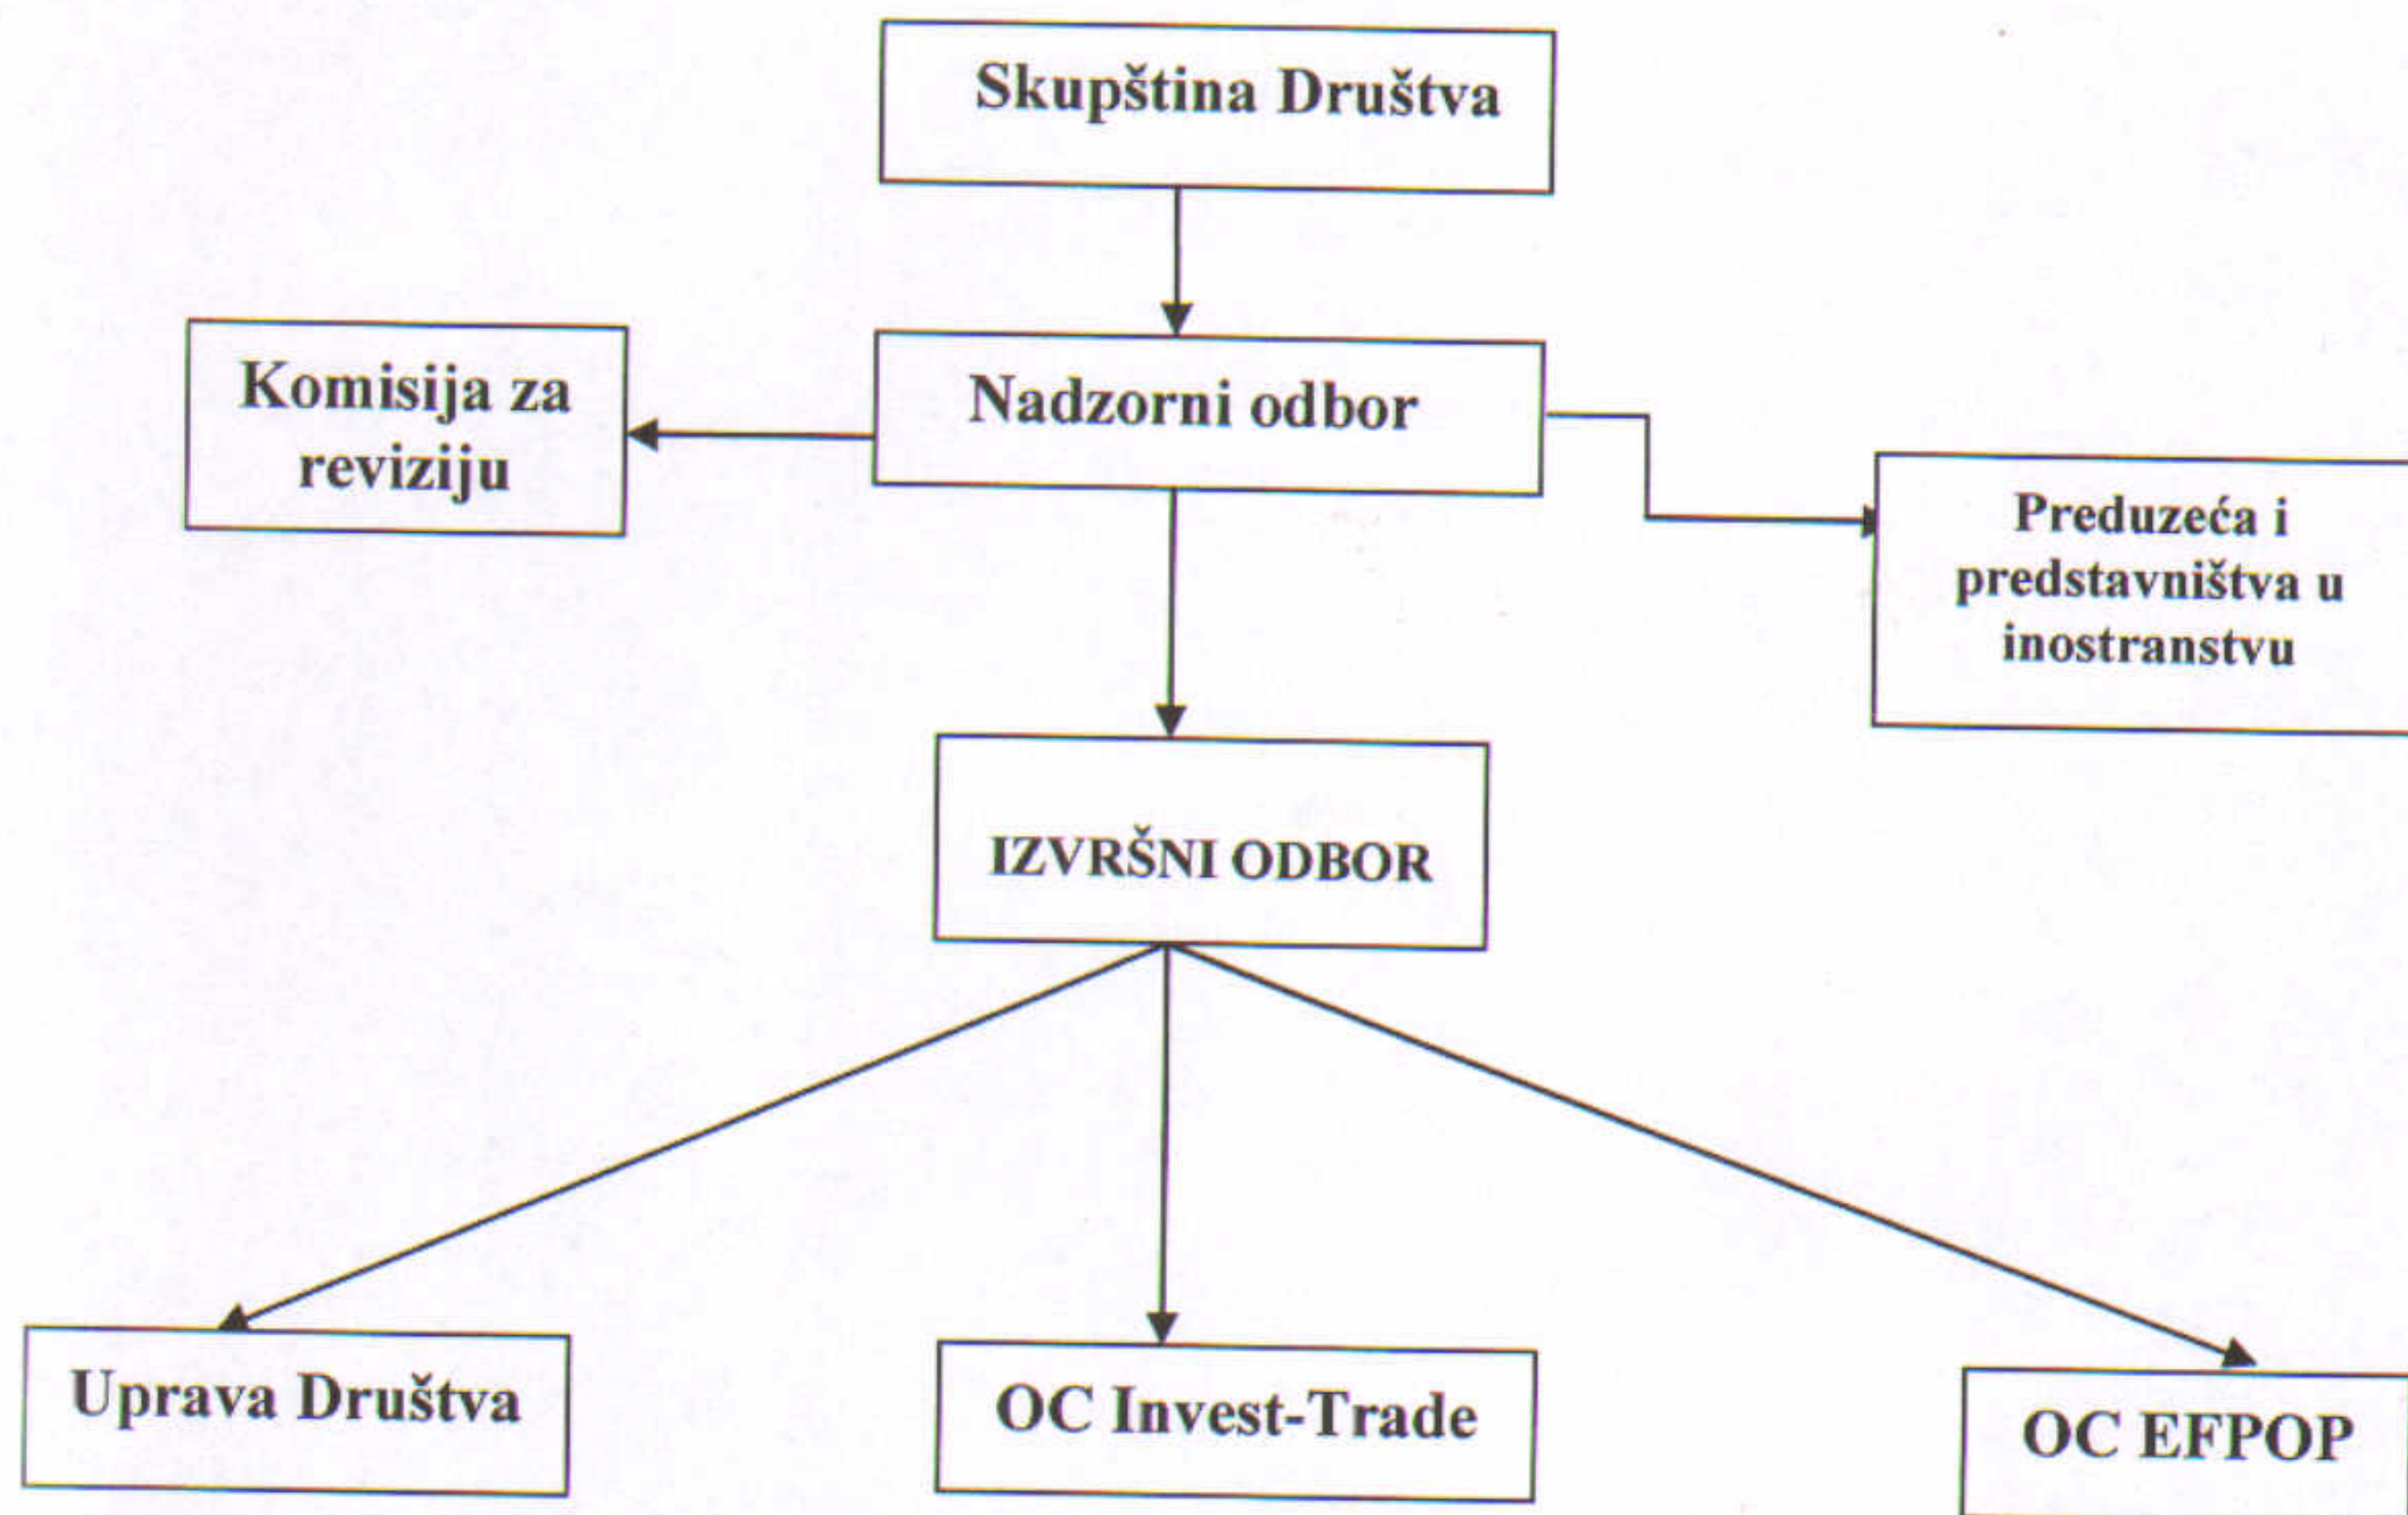 Skupština Društva
Komisija za
reviziju
Nadzorni odbor
Preduzeća i
predstavništva u
inostranstvu
IZVRŠNI ODBOR
Uprava Društva
OC Invest-Trade
OC EFPOP